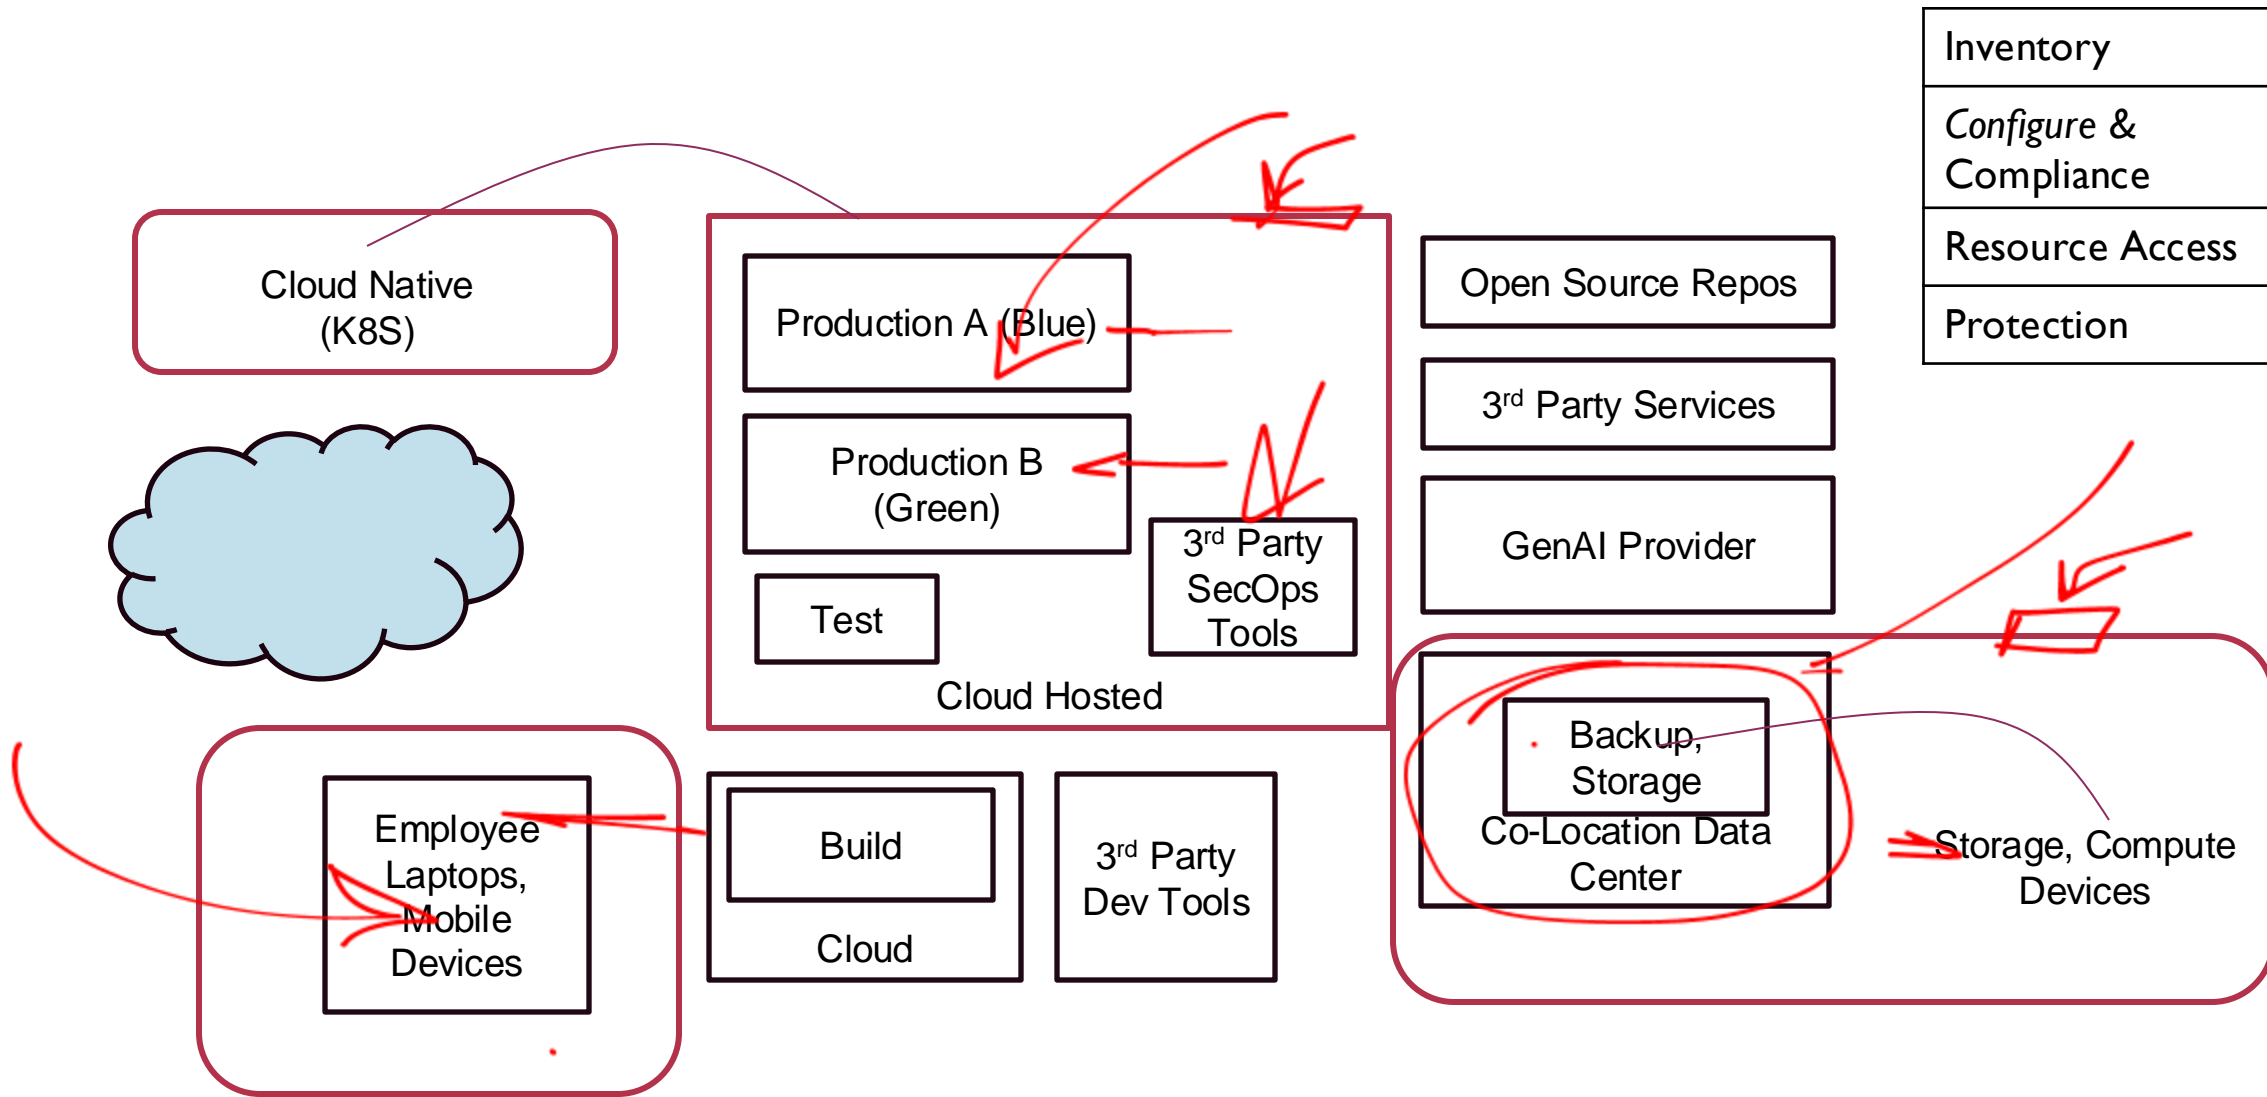 Inventory
Configure &
Compliance
Resource Access
Protection
Cloud Native
(K8S)
Production A (Blue)
Production B
(Green)
Test
3rd Party
SecOps
Tools
Cloud Hosted
Open Source Repos
3rd Party Services
GenAI Provider
Employee
Laptops,
Mobile
Devices
Build
Cloud
3rd Party
Dev Tools
Backup,
Storage
Co-Location Data
Center
Storage, Compute
Devices